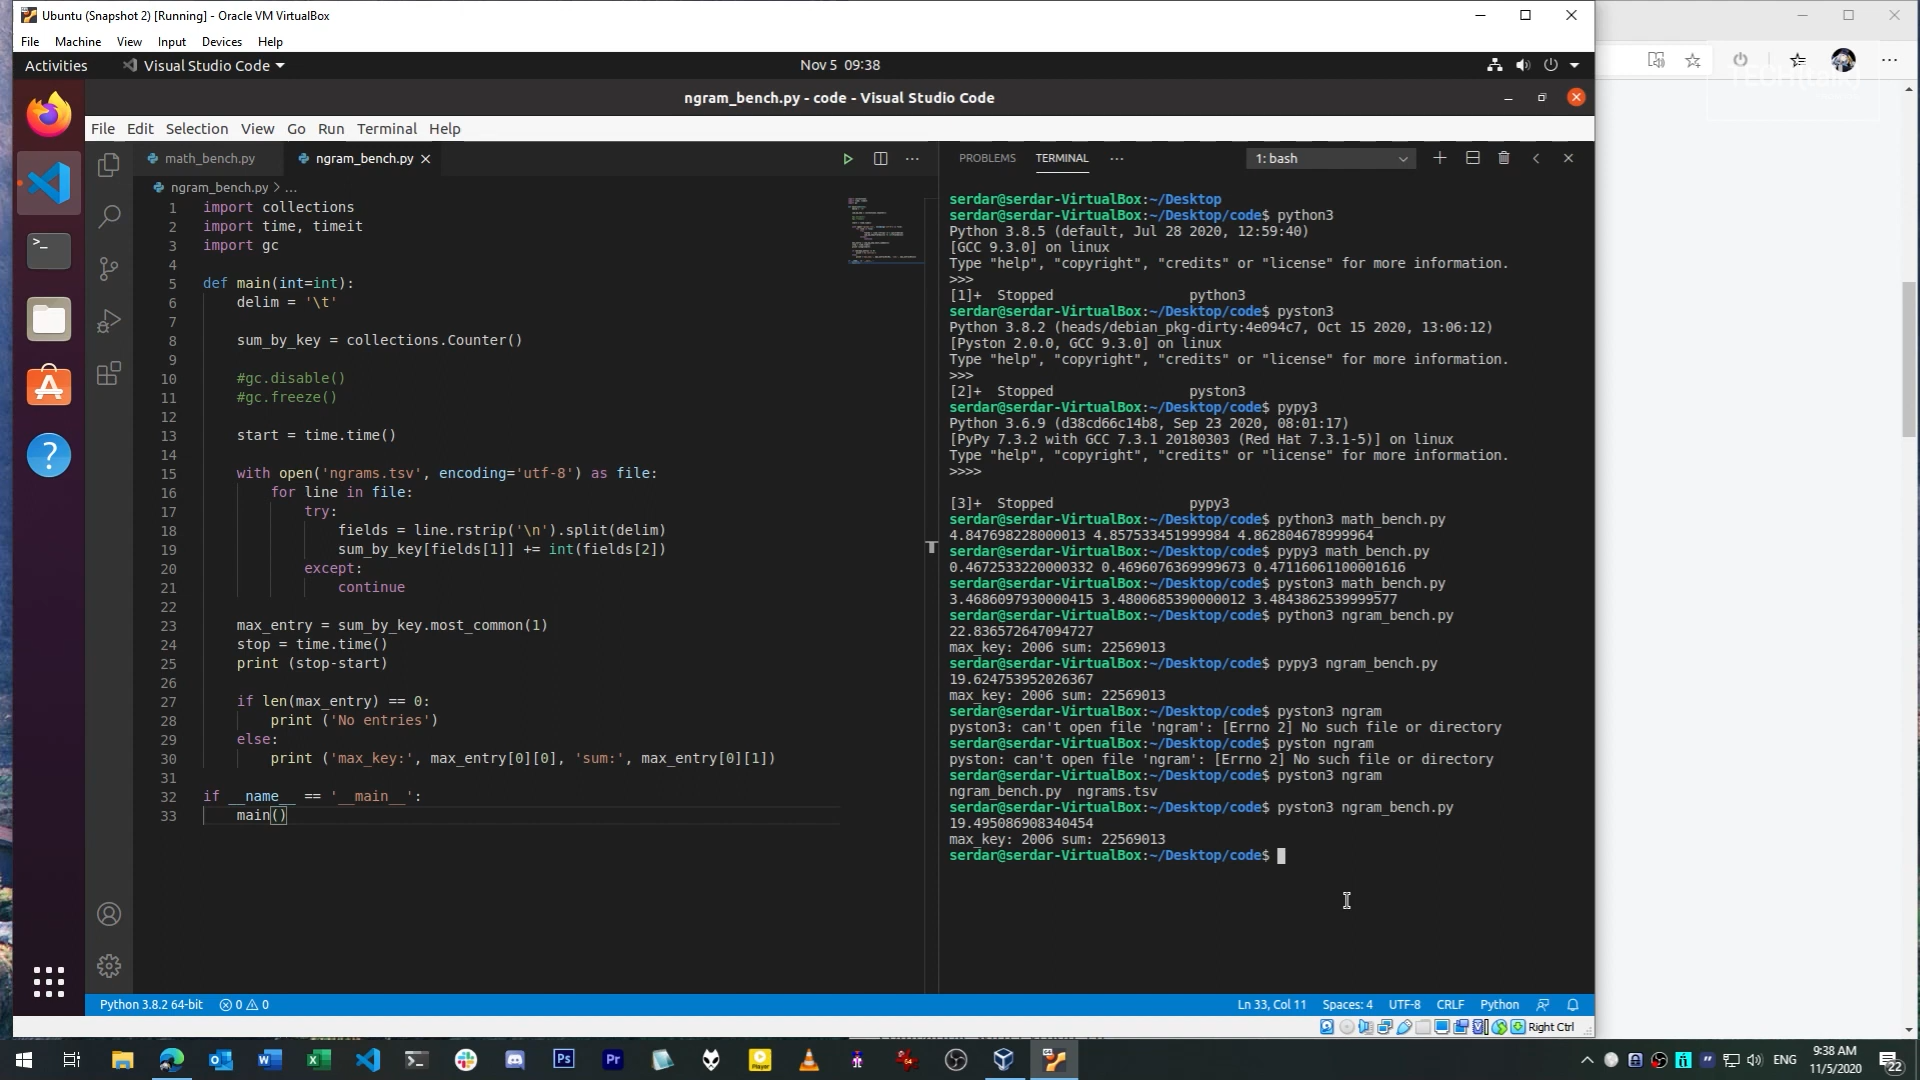 Ubuntu (Snapshot 2) [Running] - Oracle VM VirtualBox
File Machine View Input Devices Help
Activities Visual Studio Code Nov 5 09:38
ngram_bench.py - code - Visual Studio Code
File Edit Selection View Go Run Terminal Help
math_bench.py ngram_bench.py
ngram_bench.py > ...
1 import collections
2 import time, timeit
3 import gc
4
5 def main(int=int):
6 delim = '\t'
7
8 sum_by_key = collections.Counter()
9
10 #gc.disable()
11 #gc.freeze()
12
13 start = time.time()
14
15 with open('ngrams.tsv', encoding='utf-8') as file:
16 for line in file:
17 try:
18 fields = line.rstrip('\n').split(delim)
19 sum_by_key[fields[1]] += int(fields[2])
20 except:
21 continue
22
23 max_entry = sum_by_key.most_common(1)
24 stop = time.time()
25 print (stop-start)
26
27 if len(max_entry) == 0:
28 print ('No entries')
29 else:
30 print ('max_key:', max_entry[0][0], 'sum:', max_entry[0][1])
31
32 if __name__ == '__main__':
33 main()
PROBLEMS TERMINAL ... 1: bash
serdar@serdar-VirtualBox:~/Desktop
serdar@serdar-VirtualBox:~/Desktop/code$ python3
Python 3.8.5 (default, Jul 28 2020, 12:59:40)
[GCC 9.3.0] on linux
Type "help", "copyright", "credits" or "license" for more information.
>>>
[1]+ Stopped python3
serdar@serdar-VirtualBox:~/Desktop/code$ pyston3
Python 3.8.2 (heads/debian_pkg-dirty:4e094c7, Oct 15 2020, 13:06:12)
[Pyston 2.0.0, GCC 9.3.0] on linux
Type "help", "copyright", "credits" or "license" for more information.
>>>
[2]+ Stopped pyston3
serdar@serdar-VirtualBox:~/Desktop/code$ pypy3
Python 3.6.9 (d38cd66c14b8, Sep 23 2020, 08:01:17)
[PyPy 7.3.2 with GCC 7.3.1 20180303 (Red Hat 7.3.1-5)] on linux
Type "help", "copyright", "credits" or "license" for more information.
>>>>
[3]+ Stopped pypy3
serdar@serdar-VirtualBox:~/Desktop/code$ python3 math_bench.py
4.847698228000013 4.857533451999984 4.862804678999964
serdar@serdar-VirtualBox:~/Desktop/code$ pypy3 math_bench.py
0.4672533220000332 0.4696076369999673 0.47116061100001616
serdar@serdar-VirtualBox:~/Desktop/code$ pyston3 math_bench.py
3.4686097930000415 3.4800685390000012 3.4843862539999577
serdar@serdar-VirtualBox:~/Desktop/code$ python3 ngram_bench.py
22.836572647094727
max_key: 2006 sum: 22569013
serdar@serdar-VirtualBox:~/Desktop/code$ pypy3 ngram_bench.py
19.624753952026367
max_key: 2006 sum: 22569013
serdar@serdar-VirtualBox:~/Desktop/code$ pyston3 ngram
pyston3: can't open file 'ngram': [Errno 2] No such file or directory
serdar@serdar-VirtualBox:~/Desktop/code$ pyston ngram
pyston: can't open file 'ngram': [Errno 2] No such file or directory
serdar@serdar-VirtualBox:~/Desktop/code$ pyston3 ngram
ngram_bench.py ngrams.tsv
serdar@serdar-VirtualBox:~/Desktop/code$ pyston3 ngram_bench.py
19.495086908340454
max_key: 2006 sum: 22569013
serdar@serdar-VirtualBox:~/Desktop/code$
Python 3.8.2 64-bit 0 0 Ln 33, Col 11 Spaces: 4 UTF-8 CRLF Python
Right Ctrl
ENG 9:38 AM
11/5/2020
22